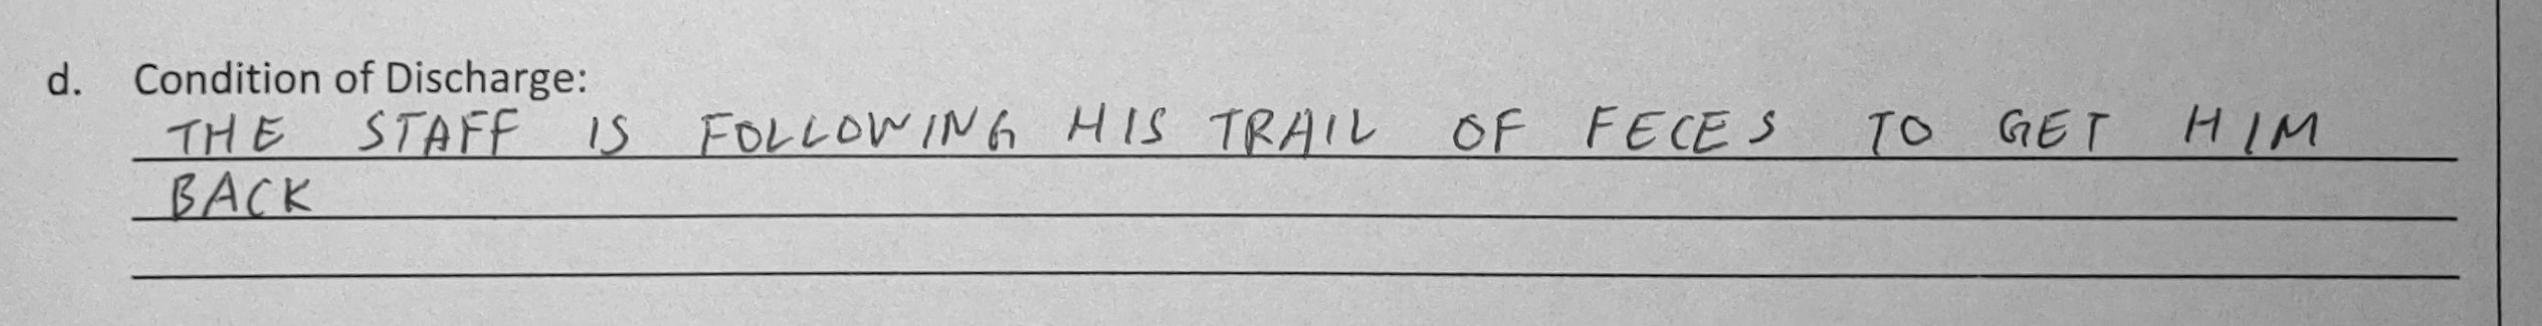 d. Condition of Discharge:
THE STAFF IS FOLLOWING HIS TRAIL OF FECES TO GET HIM
BACK